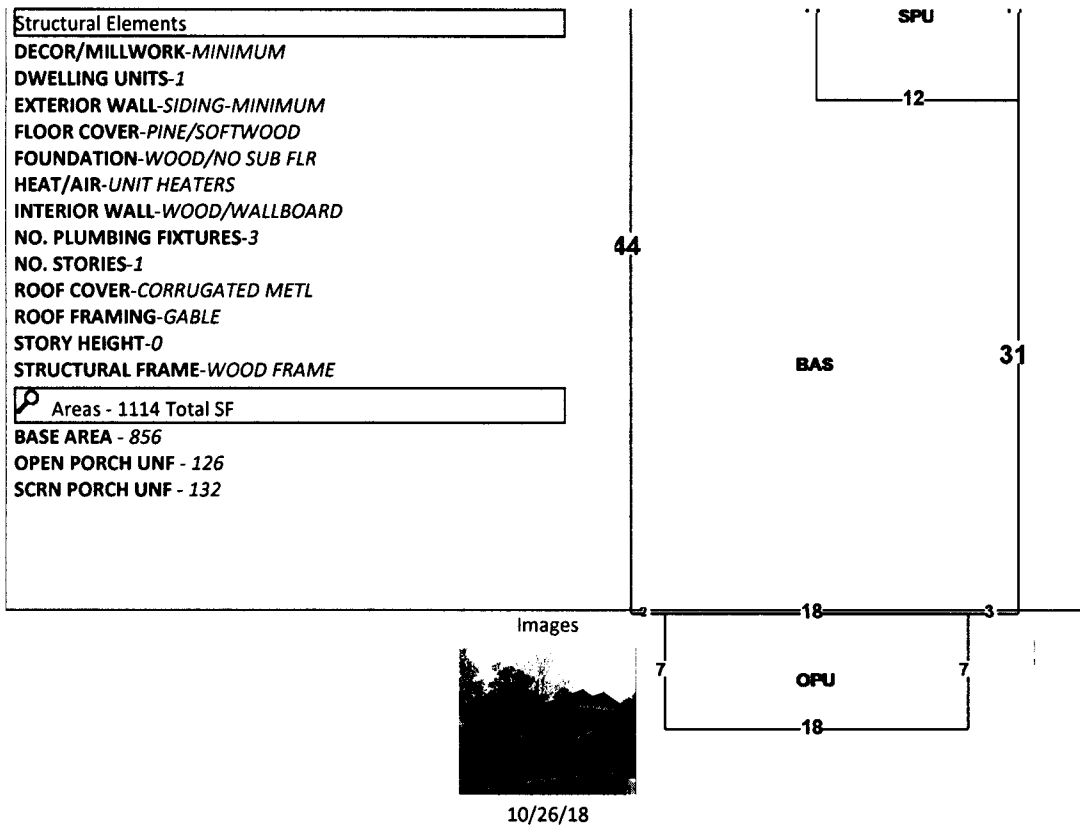 Structural Elements
DECOR/MILLWORK-MINIMUM
DWELLING UNITS-1
EXTERIOR WALL-SIDING-MINIMUM
FLOOR COVER-PINE/SOFTWOOD
FOUNDATION-WOOD/NO SUB FLR
HEAT/AIR-UNIT HEATERS
INTERIOR WALL-WOOD/WALLBOARD
NO. PLUMBING FIXTURES-3
NO. STORIES-1
ROOF COVER-CORRUGATED METL
ROOF FRAMING-GABLE
STORY HEIGHT-0
STRUCTURAL FRAME-WOOD FRAME
Areas - 1114 Total SF
BASE AREA - 856
OPEN PORCH UNF - 126
SCRN PORCH UNF - 132
SPU
12
44
31
BAS
2
18
3
7
OPU
7
18
Images
10/26/18